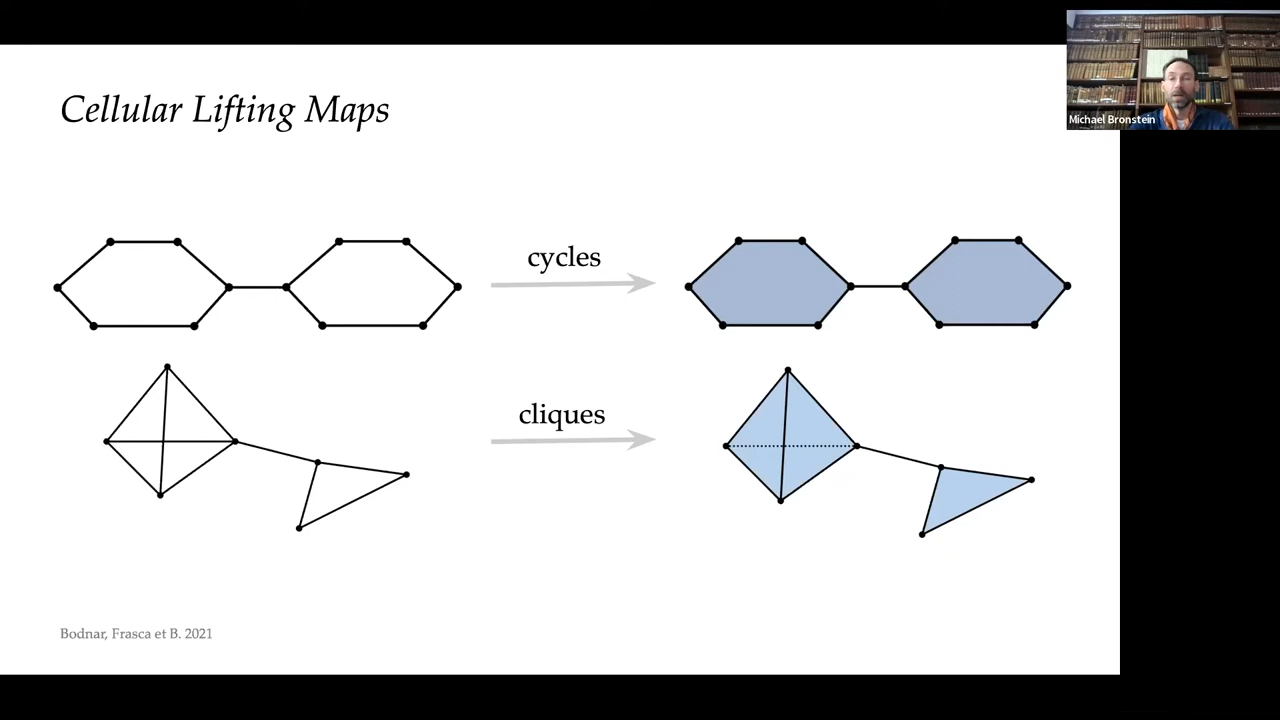 Michael Bronstein
Cellular Lifting Maps
cycles
cliques
Bodnar, Frasca et B. 2021